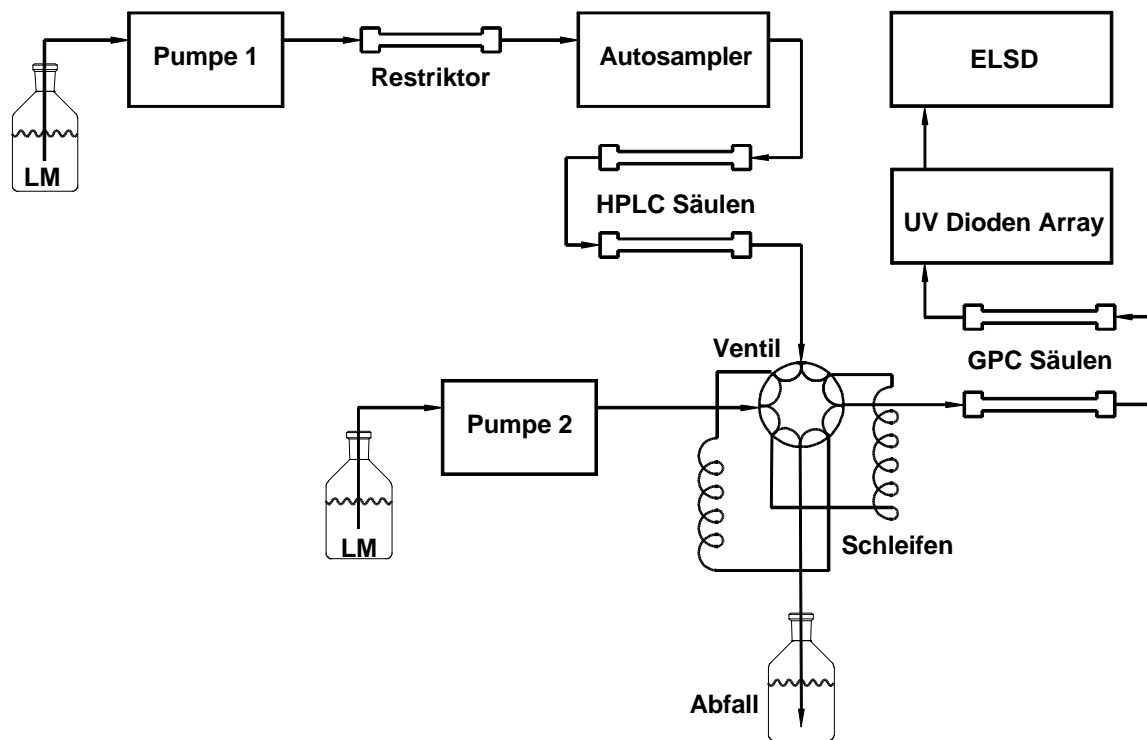 Pumpe 1
Restriktor
Autosampler
ELSD
LM
HPLC Säulen
UV Dioden Array
Ventil
GPC Säulen
Pumpe 2
LM
Schleifen
Abfall